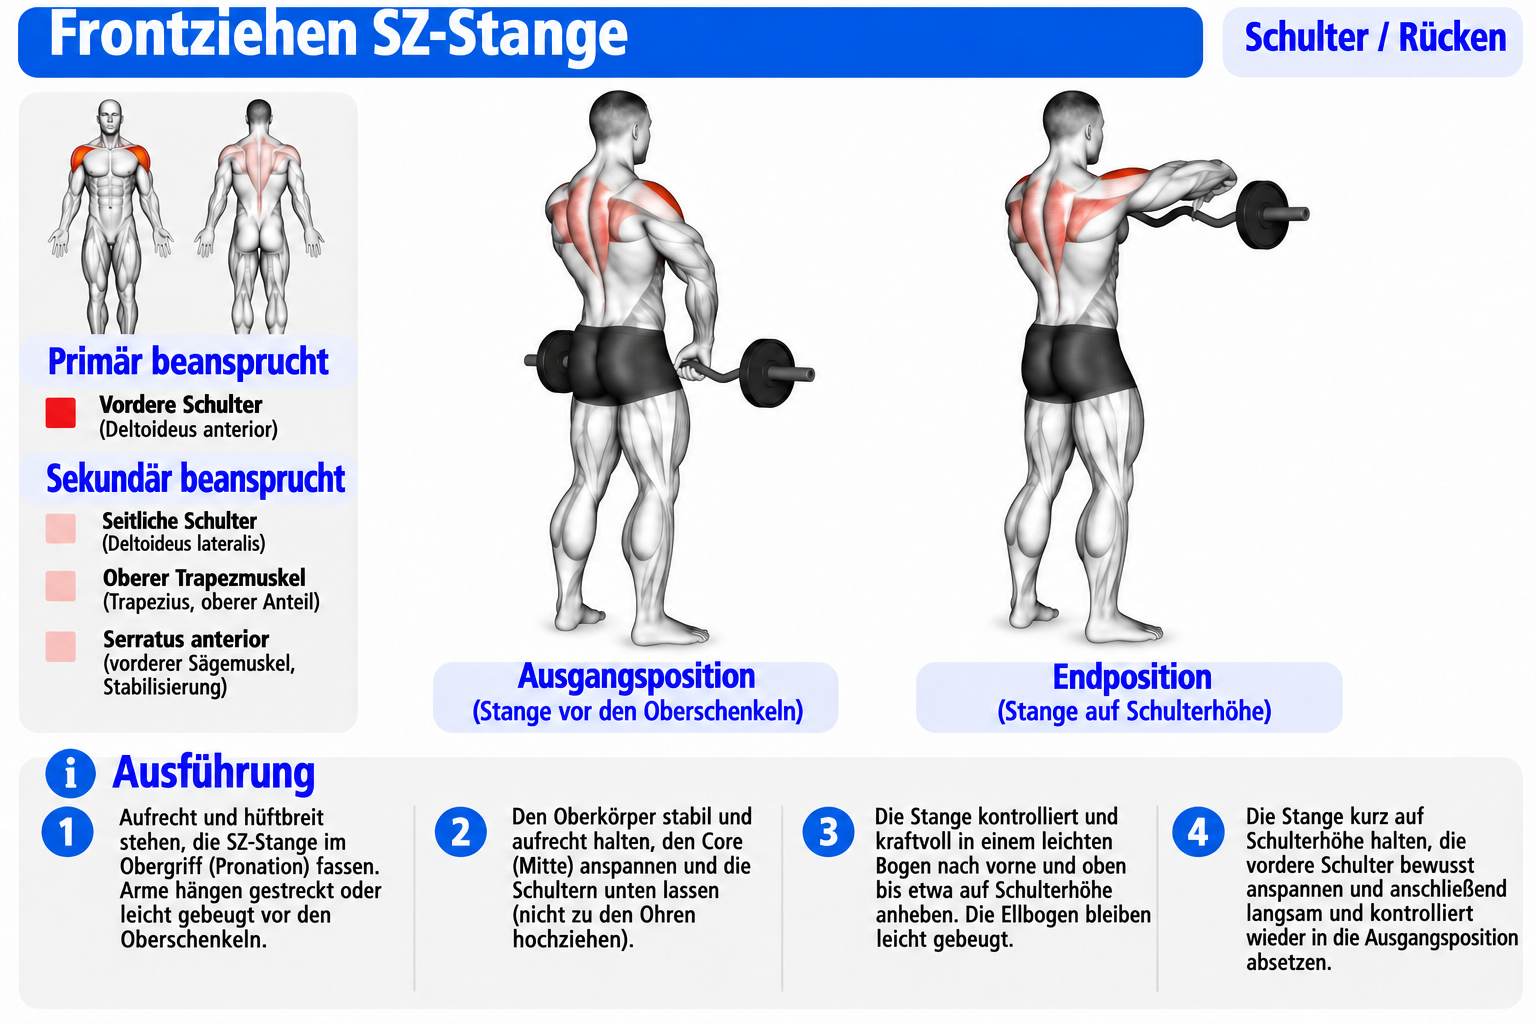 Frontziehen SZ-Stange
Schulter / Rücken
Primär beansprucht
Vordere Schulter
(Deltoideus anterior)
Sekundär beansprucht
Seitliche Schulter
(Deltoideus lateralis)
Oberer Trapezmuskel
(Trapezius, oberer Anteil)
Serratus anterior
(vorderer Sägemuskel,
Stabilisierung)
Ausgangsposition
(Stange vor den Oberschenkeln)
Endposition
(Stange auf Schulterhöhe)
i Ausführung
1
Aufrecht und hüftbreit
stehen, die SZ-Stange im
Obergriff (Pronation) fassen.
Arme hängen gestreckt oder
leicht gebeugt vor den
Oberschenkeln.
2
Den Oberkörper stabil und
aufrecht halten, den Core
(Mitte) anspannen und die
Schultern unten lassen
(nicht zu den Ohren
hochziehen).
3
Die Stange kontrolliert und
kraftvoll in einem leichten
Bogen nach vorne und oben
bis etwa auf Schulterhöhe
anheben. Die Ellbogen bleiben
leicht gebeugt.
4
Die Stange kurz auf
Schulterhöhe halten, die
vordere Schulter bewusst
anspannen und anschließend
langsam und kontrolliert
wieder in die Ausgangsposition
absetzen.